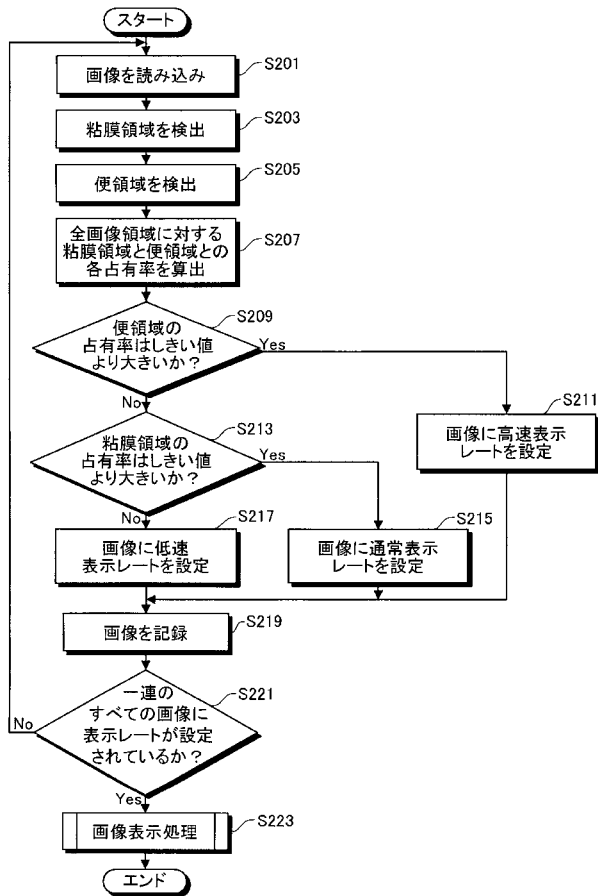 スタート
画像を読み込み
S201
粘膜領域を検出
S203
便領域を検出
S205
全画像領域に対する
粘膜領域と便領域との
各占有率を算出
S207
便領域の
占有率はしきい値
より大きいか？
S209
Yes
No
画像に高速表示
レートを設定
S211
粘膜領域の
占有率はしきい値
より大きいか？
S213
Yes
No
画像に低速
表示レートを設定
S217
画像に通常表示
レートを設定
S215
画像を記録
S219
一連の
すべての画像に
表示レートが設定
されているか？
S221
No
Yes
画像表示処理
S223
エンド